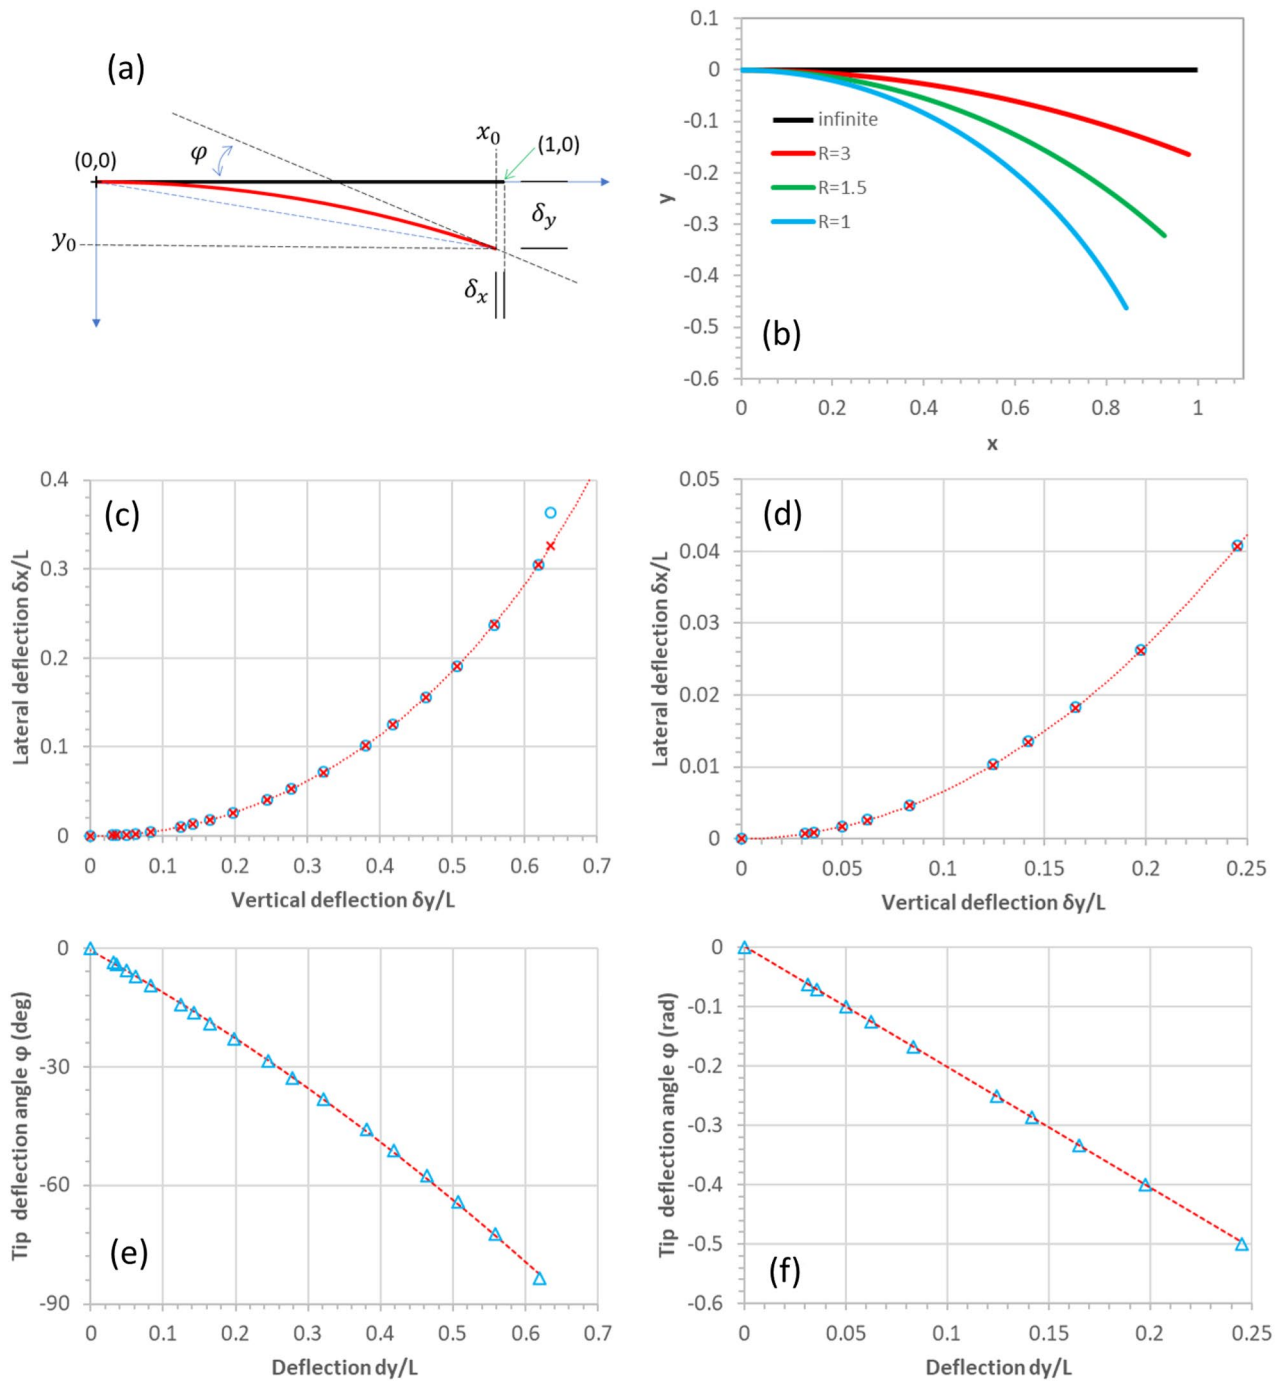 (a)
x₀
(0,0)
φ
(1,0)
δy
y₀
δx
0.1
0
-0.1
-0.2
-0.3
-0.4
-0.5
-0.6
y
infinite
R=3
R=1.5
R=1
(b)
0 0.2 0.4 0.6 0.8 1
x
0.4
0.3
0.2
0.1
0
Lateral deflection δx/L
(c)
0 0.1 0.2 0.3 0.4 0.5 0.6 0.7
Vertical deflection δy/L
0.05
0.04
0.03
0.02
0.01
0
Lateral deflection δx/L
(d)
0 0.05 0.1 0.15 0.2 0.25
Vertical deflection δy/L
0
-30
-60
-90
Tip deflection angle φ (deg)
(e)
0 0.1 0.2 0.3 0.4 0.5 0.6 0.7
Deflection dy/L
0
-0.1
-0.2
-0.3
-0.4
-0.5
-0.6
Tip deflection angle φ (rad)
(f)
0 0.05 0.1 0.15 0.2 0.25
Deflection dy/L